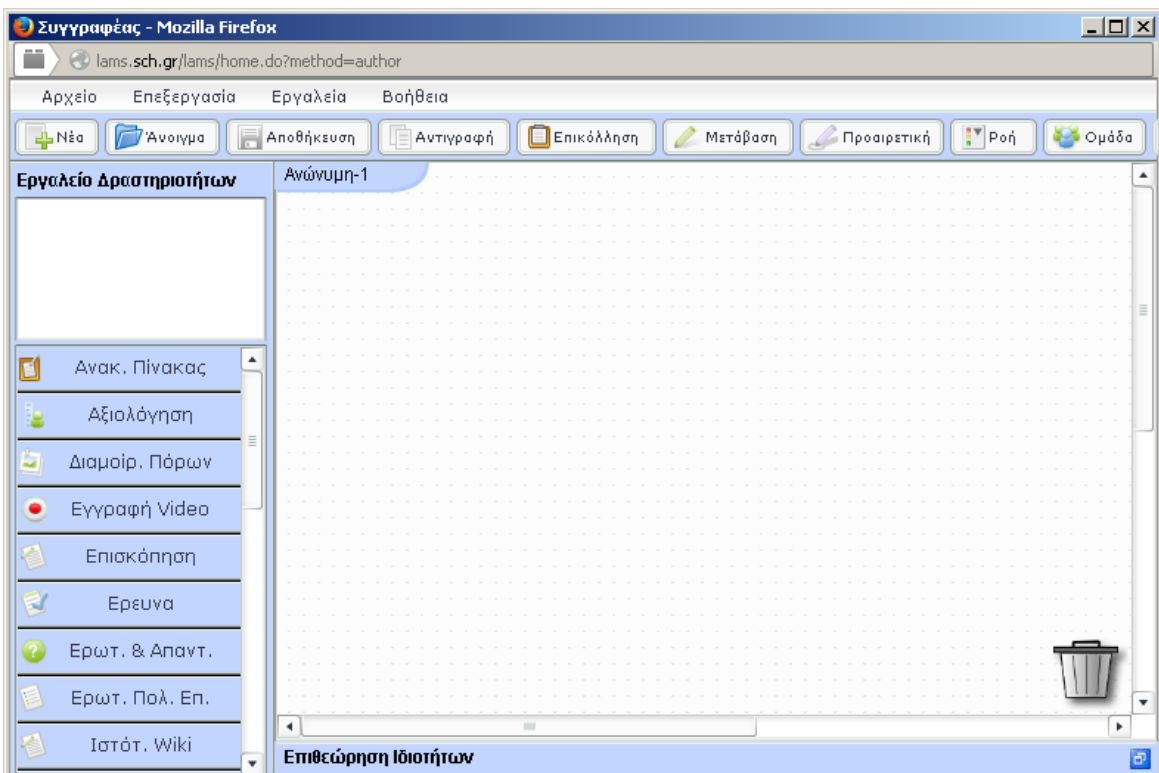 Συγγραφέας - Mozilla Firefox
lams.sch.gr/lams/home.do?method=author
Αρχείο Επεξεργασία Εργαλεία Βοήθεια
Νέα Άνοιγμα Αποθήκευση Αντιγραφή Επικόλληση Μετάβαση Προαιρετική Ροή Ομάδα
Εργαλείο Δραστηριοτήτων
Ανώνυμη-1
Ανακ. Πίνακας
Αξιολόγηση
Διαμοίρ. Πόρων
Εγγραφή Video
Επισκόπηση
Ερευνα
Ερωτ. & Απαντ.
Ερωτ. Πολ. Επ.
Ιστότ. Wiki
Επιθεώρηση Ιδιοτήτων